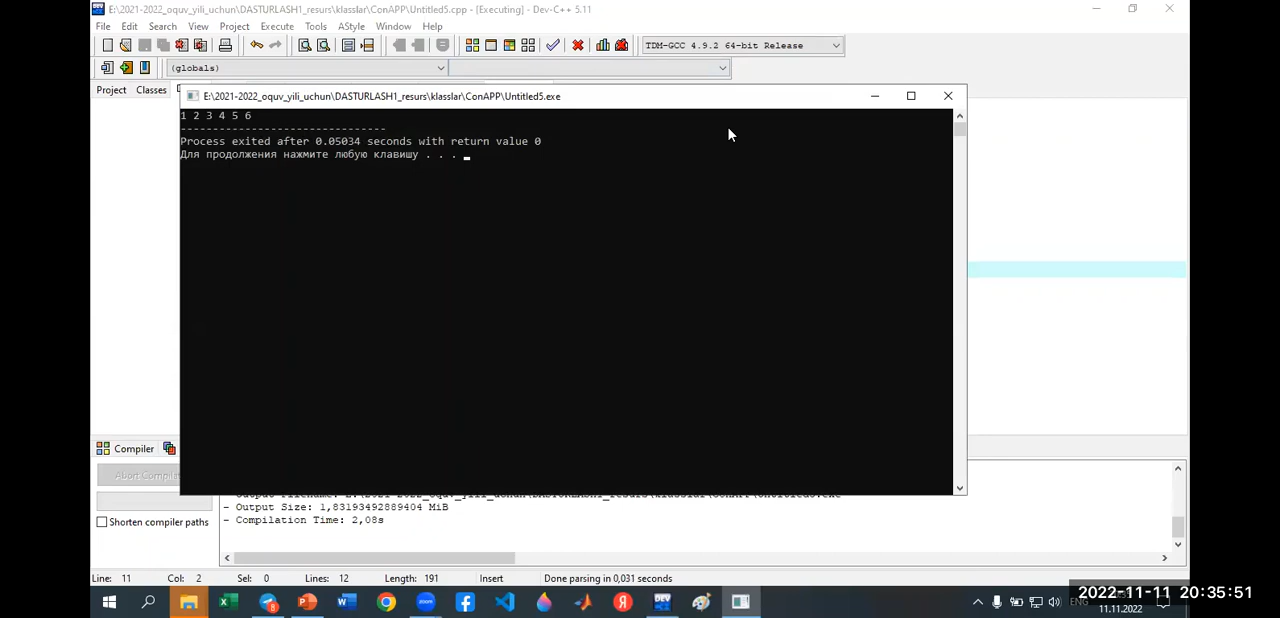 E:\2021-2022_oquv_yili_uchun\DASTURLASH1_resurs\klasslar\ConAPP\Untitled5.cpp - [Executing] - Dev-C++ 5.11
File Edit Search View Project Execute Tools AStyle Window Help
TDM-GCC 4.9.2 64-bit Release
(globals)
Project Classes
E:\2021-2022_oquv_yili_uchun\DASTURLASH1_resurs\klasslar\ConAPP\Untitled5.exe
1 2 3 4 5 6
--------------------------------
Process exited after 0.05034 seconds with return value 0
Для продолжения нажмите любую клавишу . . .
Compiler
Abort
- Output Size: 1,83193492889404 MiB
- Compilation Time: 2,08s
Shorten compiler paths
Line: 11 Col: 2 Sel: 0 Lines: 12 Length: 191 Insert Done parsing in 0,031 seconds
ENG
2022-11-11 20:35:51
11.11.2022